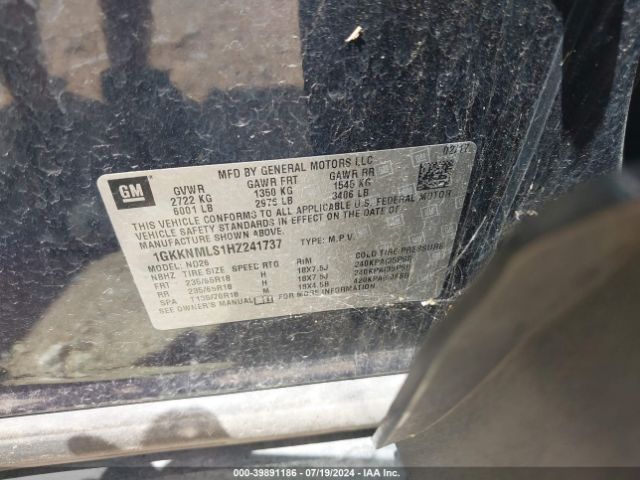 02/17
MFD BY GENERAL MOTORS LLC
GM
GVWR GAWR FRT GAWR RR
2722 KG 1350 KG 1545 KG
6001 LB 2976 LB 3406 LB
THIS VEHICLE CONFORMS TO ALL APPLICABLE U.S. FEDERAL MOTOR
VEHICLE SAFETY STANDARDS IN EFFECT ON THE DATE OF
MANUFACTURE SHOWN ABOVE.
1GKKNMLS1HZ241737 TYPE: M.P.V.
MODEL: ND26
NBHZ TIRE SIZE SPEED RTG RIM COLD TIRE PRESSURE
FRT 235/65R18 H 18X7.5J 240KPA(35PSI)
RR 235/65R18 H 18X7.5J 240KPA(35PSI)
SPA T135/70R18 M 18X4.5B 420KPA
SEE OWNER'S MANUAL FOR MORE INFORMATION.
000-39891186 - 07/19/2024 - IAA Inc.